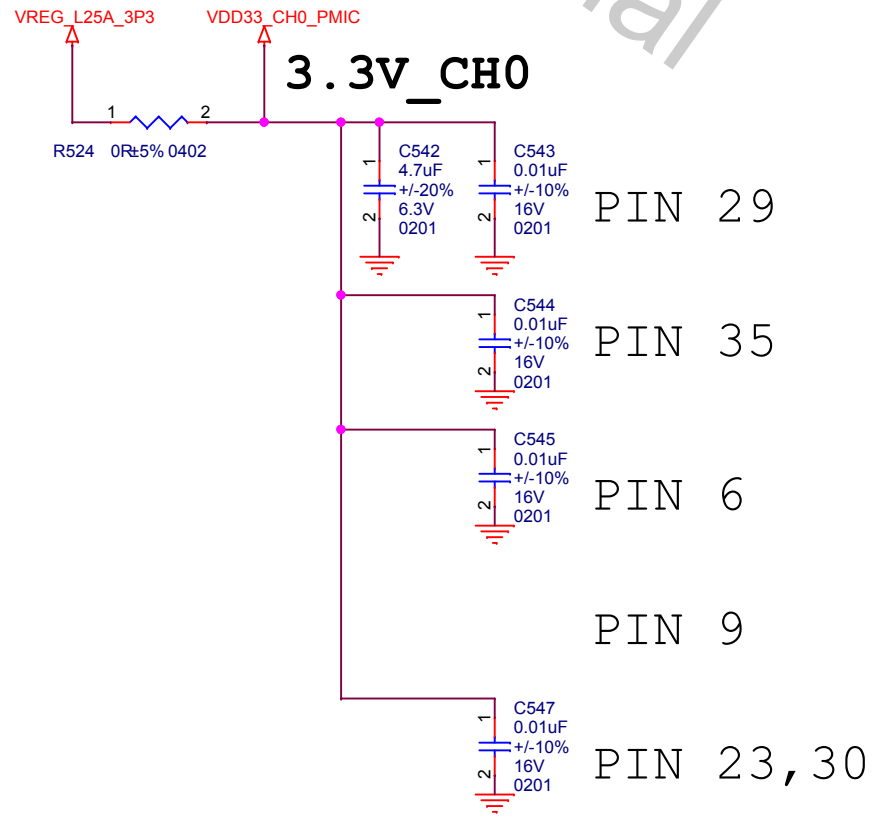 VREG_L25A_3P3
VDD33_CH0_PMIC
nal
3.3V_CH0
1
2
R524 0R±5% 0402
1
2
C542
4.7uF
+/-20%
6.3V
0201
1
2
C543
0.01uF
+/-10%
16V
0201
PIN 29
1
2
C544
0.01uF
+/-10%
16V
0201
PIN 35
1
2
C545
0.01uF
+/-10%
16V
0201
PIN 6
PIN 9
1
2
C547
0.01uF
+/-10%
16V
0201
PIN 23,30